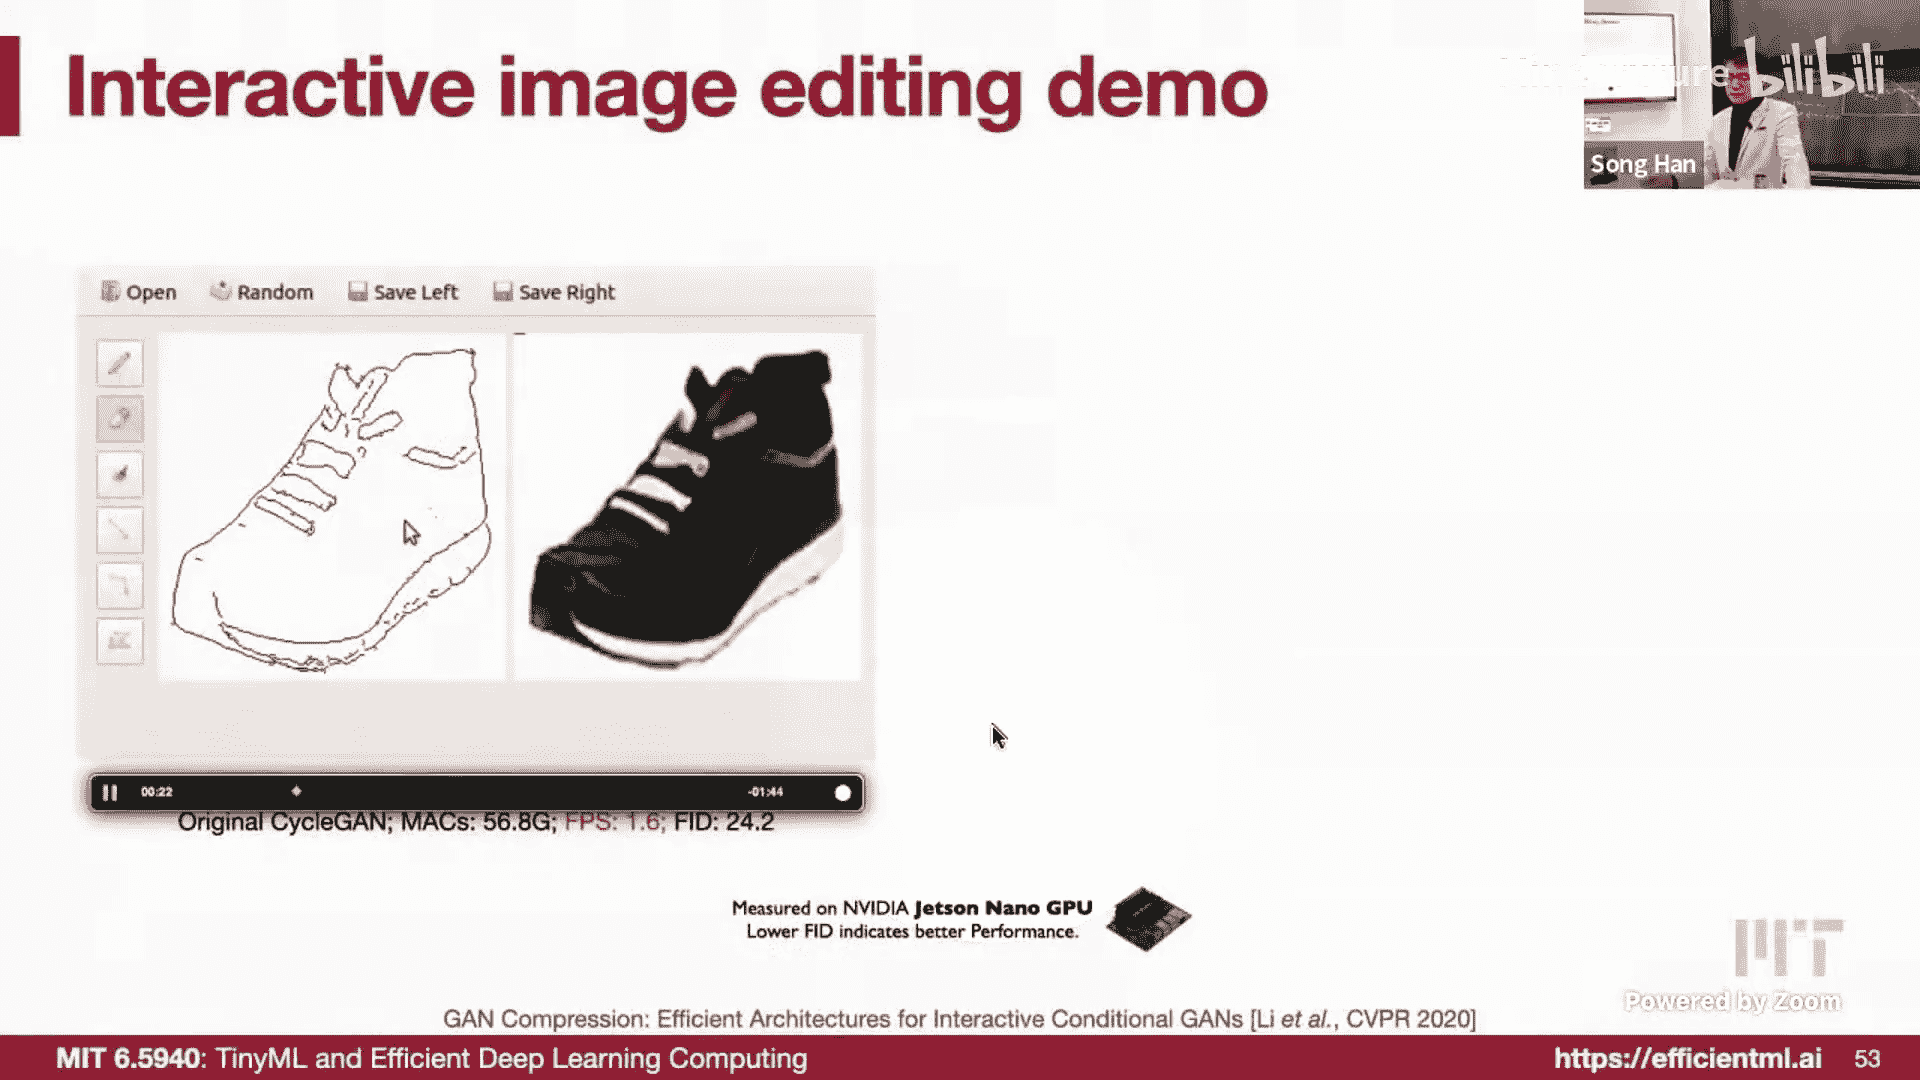 Interactive image editing demo
bilibili
Song Han
Open Random Save Left Save Right
00:22 -01:44
Original CycleGAN; MACs: 56.8G; FPS: 1.6; FID: 24.2
Measured on NVIDIA Jetson Nano GPU
Lower FID indicates better Performance.
MIT
Powered by Zoom
GAN Compression: Efficient Architectures for Interactive Conditional GANs [Li et al., CVPR 2020]
MIT 6.5940: TinyML and Efficient Deep Learning Computing
https://efficientml.ai 53